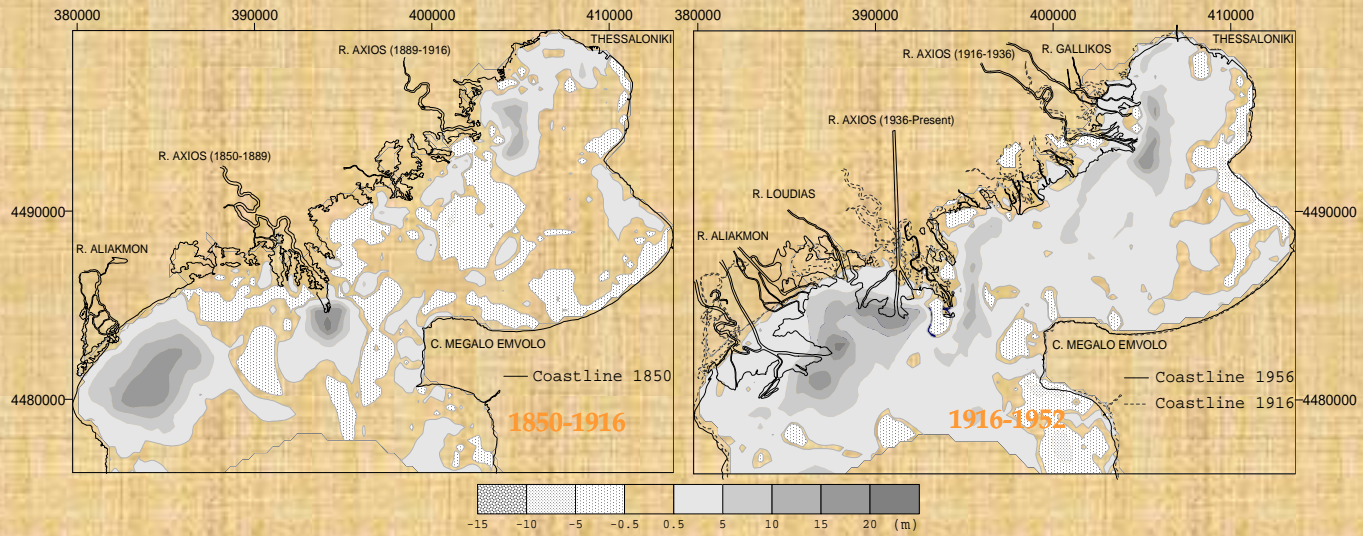 380000 390000 400000 410000
380000 390000 400000 410000
THESSALONIKI
R. AXIOS (1889-1916)
R. AXIOS (1850-1889)
4490000
R. ALIAKMON
C. MEGALO EMVOLO
Coastline 1850
4480000
1850-1916
THESSALONIKI
R. GALLIKOS
R. AXIOS (1916-1936)
R. AXIOS (1936-Present)
R. LOUDIAS
4490000
R. ALIAKMON
C. MEGALO EMVOLO
Coastline 1956
Coastline 1916
4480000
1916-1952
-15 -10 -5 -0.5 0.5 5 10 15 20 (m)